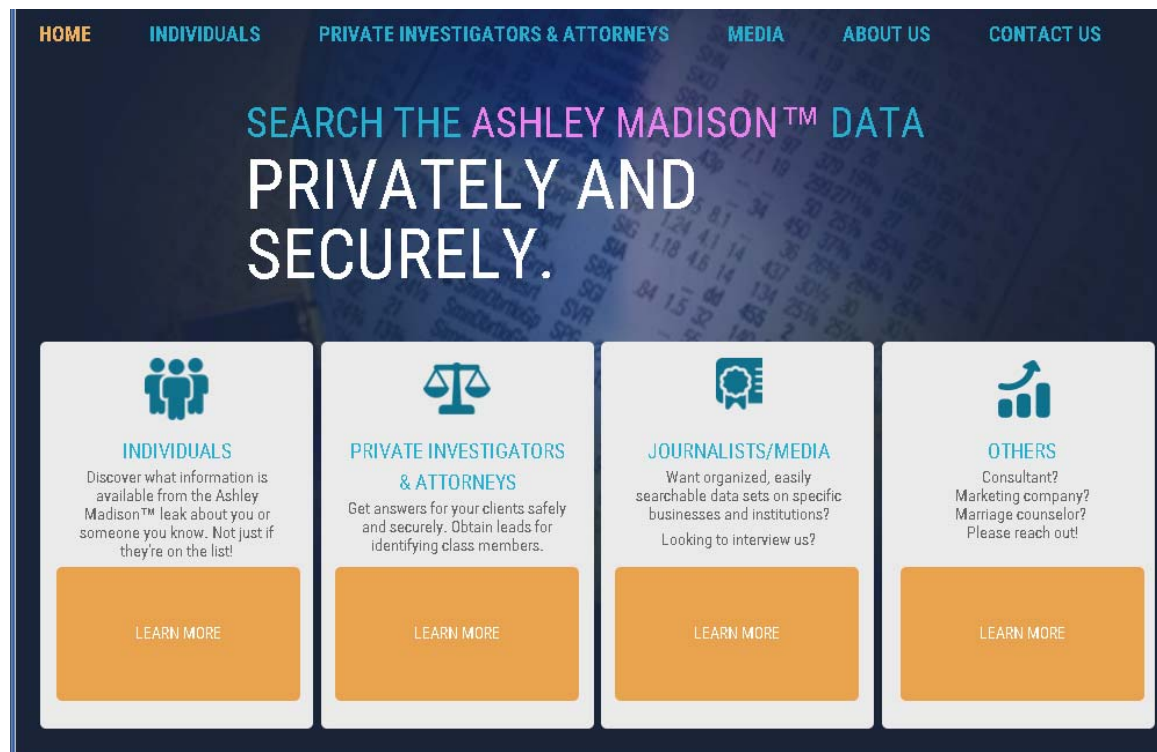 HOME INDIVIDUALS PRIVATE INVESTIGATORS & ATTORNEYS MEDIA ABOUT US CONTACT US
SEARCH THE ASHLEY MADISON™ DATA
PRIVATELY AND
SECURELY.
INDIVIDUALS
Discover what information is
available from the Ashley
Madison™ leak about you or
someone you know. Not just if
they're on the list!
LEARN MORE
PRIVATE INVESTIGATORS
& ATTORNEYS
Get answers for your clients safely
and securely. Obtain leads for
identifying class members.
LEARN MORE
JOURNALISTS/MEDIA
Want organized, easily
searchable data sets on specific
businesses and institutions?
Looking to interview us?
LEARN MORE
OTHERS
Consultant?
Marketing company?
Marriage counselor?
Please reach out!
LEARN MORE